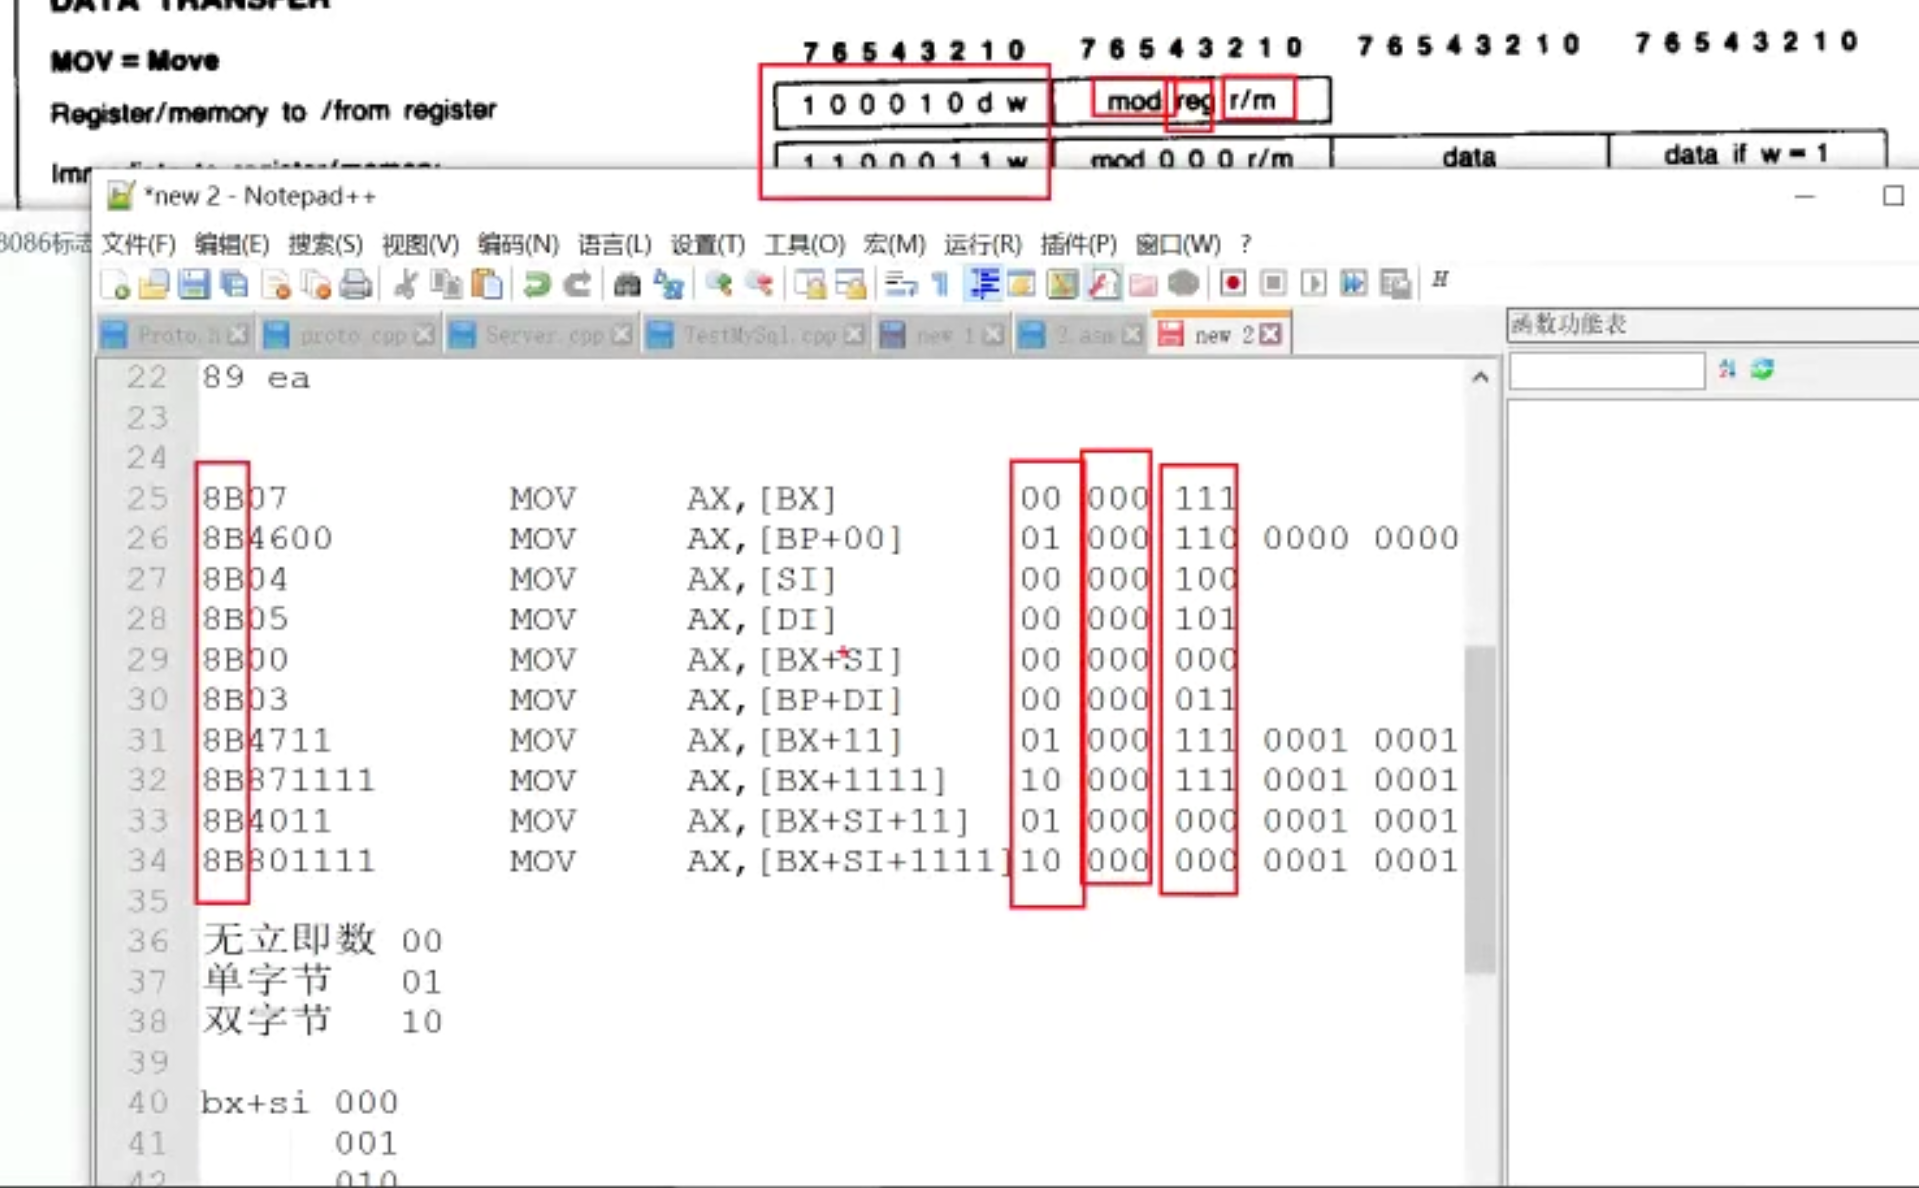 DATA TRANSFER
MOV = Move
7 6 5 4 3 2 1 0 7 6 5 4 3 2 1 0 7 6 5 4 3 2 1 0 7 6 5 4 3 2 1 0
Register/memory to /from register
1 0 0 0 1 0 d w mod reg r/m
1 1 0 0 0 1 1 w mod 0 0 0 r/m data data if w = 1
*new 2 - Notepad++
8086标志
文件(F) 编辑(E) 搜索(S) 视图(V) 编码(N) 语言(L) 设置(T) 工具(O) 宏(M) 运行(R) 插件(P) 窗口(W) ?
Proto.h proto.cpp Server.cpp TestMySql.cpp new 1 2.asm new 2
函数功能表
22 89 ea
23
24
25 8B07 MOV AX,[BX] 00 000 111
26 8B4600 MOV AX,[BP+00] 01 000 110 0000 0000
27 8B04 MOV AX,[SI] 00 000 100
28 8B05 MOV AX,[DI] 00 000 101
29 8B00 MOV AX,[BX+SI] 00 000 000
30 8B03 MOV AX,[BP+DI] 00 000 011
31 8B4711 MOV AX,[BX+11] 01 000 111 0001 0001
32 8B871111 MOV AX,[BX+1111] 10 000 111 0001 0001
33 8B4011 MOV AX,[BX+SI+11] 01 000 000 0001 0001
34 8B801111 MOV AX,[BX+SI+1111] 10 000 000 0001 0001
35
36 无立即数 00
37 单字节 01
38 双字节 10
39
40 bx+si 000
41 001
42 010